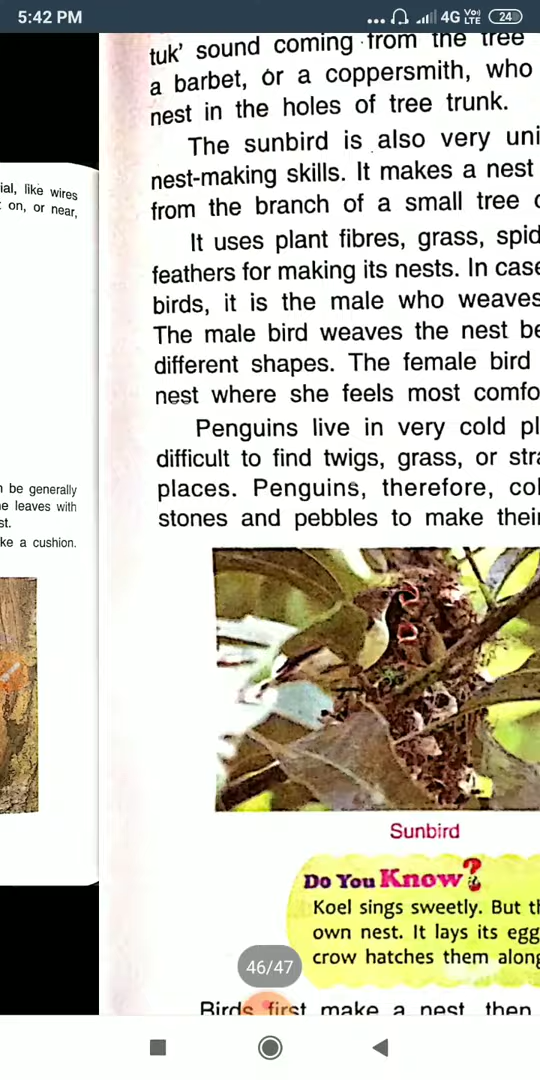 5:42 PM
4G VoLTE 24
ial, like wires
on, or near,
be generally
e leaves with
st.
ke a cushion.
tuk' sound coming from the tree
a barbet, or a coppersmith, who
nest in the holes of tree trunk.
The sunbird is also very uni
nest-making skills. It makes a nest
from the branch of a small tree
It uses plant fibres, grass, spid
feathers for making its nests. In case
birds, it is the male who weaves
The male bird weaves the nest be
different shapes. The female bird
nest where she feels most comfo
Penguins live in very cold pl
difficult to find twigs, grass, or stra
places. Penguins, therefore, col
stones and pebbles to make their
Sunbird
Do You Know?
Koel sings sweetly. But th
own nest. It lays its egg
crow hatches them along
46/47
Birds first make a nest, then